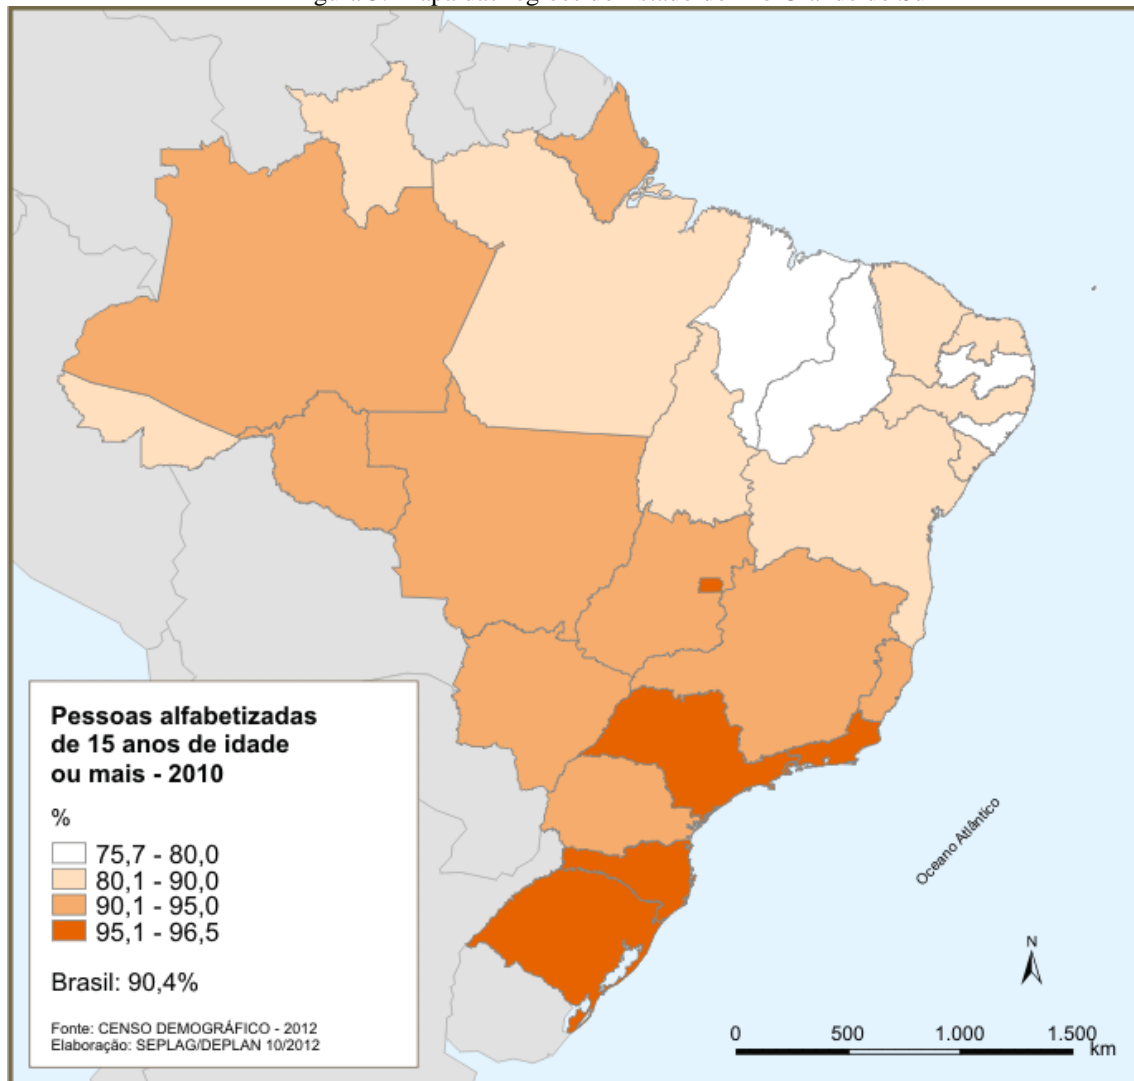 Pessoas alfabetizadas
de 15 anos de idade
ou mais - 2010
%
75,7 - 80,0
80,1 - 90,0
90,1 - 95,0
95,1 - 96,5
Brasil: 90,4%
Fonte: CENSO DEMOGRÁFICO - 2012
Elaboração: SEPLAG/DEPLAN 10/2012
Oceano Atlântico
N
0 500 1.000 1.500
km